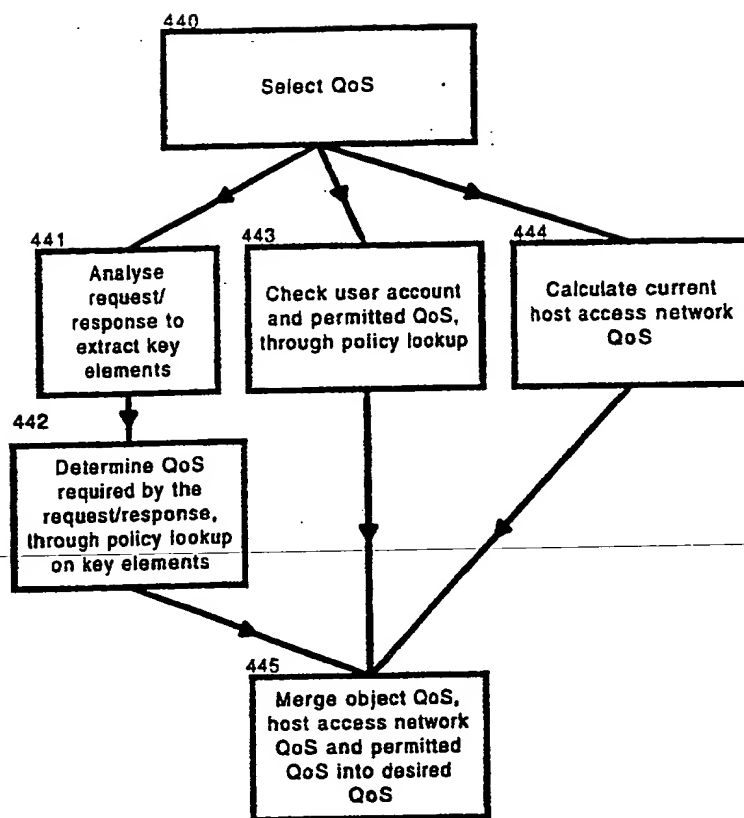 440
Select QoS
441
Analyse
request/
response to
extract key
elements
443
Check user account
and permitted QoS,
through policy lookup
444
Calculate current
host access network
QoS
442
Determine QoS
required by the
request/response,
through policy lookup
on key elements
445
Merge object QoS,
host access network
QoS and permitted
QoS into desired
QoS